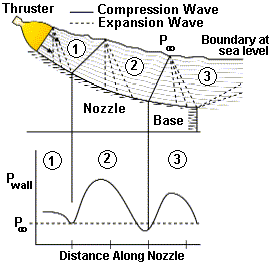 Thruster
Compression Wave
Expansion Wave
P∞
Boundary at
sea level
1
2
3
Nozzle
Base
1
2
3
Pwall
P∞
Distance Along Nozzle